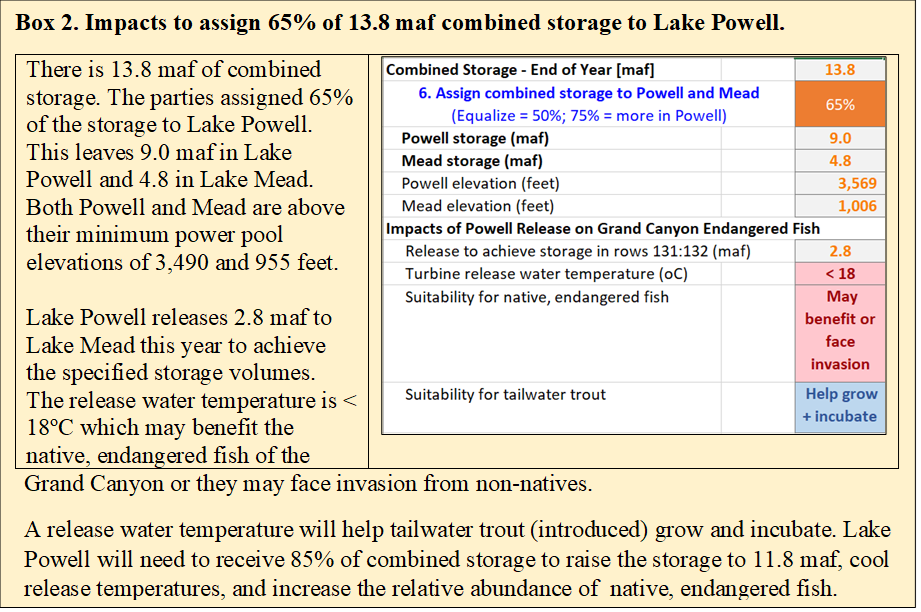 Box 2. Impacts to assign 65% of 13.8 maf combined storage to Lake Powell.
There is 13.8 maf of combined
storage. The parties assigned 65%
of the storage to Lake Powell.
This leaves 9.0 maf in Lake
Powell and 4.8 in Lake Mead.
Both Powell and Mead are above
their minimum power pool
elevations of 3,490 and 955 feet.
Lake Powell releases 2.8 maf to
Lake Mead this year to achieve
the specified storage volumes.
The release water temperature is <
18ºC which may benefit the
native, endangered fish of the
Grand Canyon or they may face invasion from non-natives.
Combined Storage - End of Year [maf] 13.8
6. Assign combined storage to Powell and Mead
(Equalize = 50%; 75% = more in Powell)
65%
Powell storage (maf) 9.0
Mead storage (maf) 4.8
Powell elevation (feet) 3,569
Mead elevation (feet) 1,006
Impacts of Powell Release on Grand Canyon Endangered Fish
Release to achieve storage in rows 131:132 (maf) 2.8
Turbine release water temperature (oC) < 18
Suitability for native, endangered fish May
benefit or
face
invasion
Suitability for tailwater trout Help grow
+ incubate
A release water temperature will help tailwater trout (introduced) grow and incubate. Lake
Powell will need to receive 85% of combined storage to raise the storage to 11.8 maf, cool
release temperatures, and increase the relative abundance of native, endangered fish.